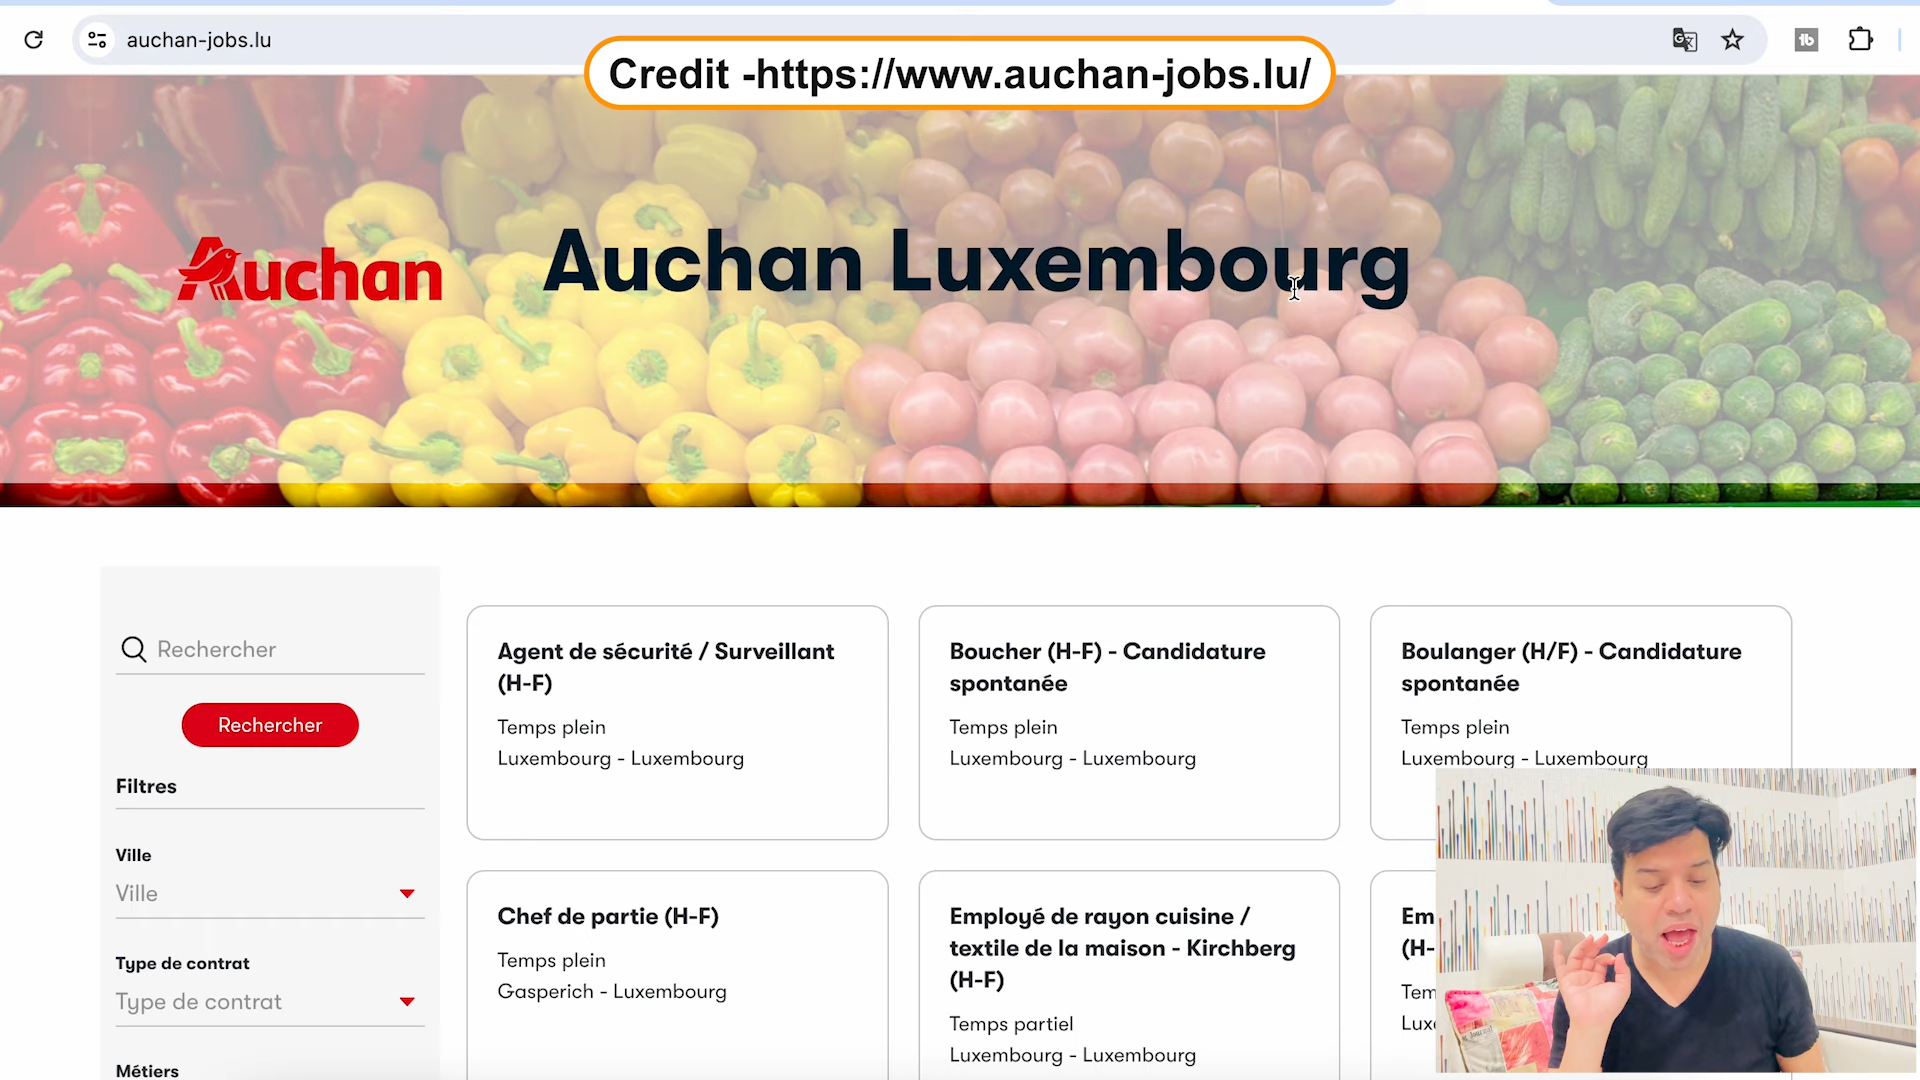 auchan-jobs.lu
Credit -https://www.auchan-jobs.lu/
Auchan
Auchan Luxembourg
Rechercher
Rechercher
Filtres
Ville
Ville
Type de contrat
Type de contrat
Métiers
Agent de sécurité / Surveillant
(H-F)
Temps plein
Luxembourg - Luxembourg
Boucher (H-F) - Candidature
spontanée
Temps plein
Luxembourg - Luxembourg
Boulanger (H/F) - Candidature
spontanée
Temps plein
Luxembourg - Luxembourg
Chef de partie (H-F)
Temps plein
Gasperich - Luxembourg
Employé de rayon cuisine /
textile de la maison - Kirchberg
(H-F)
Temps partiel
Luxembourg - Luxembourg
Em
(H-
Tem
Lux